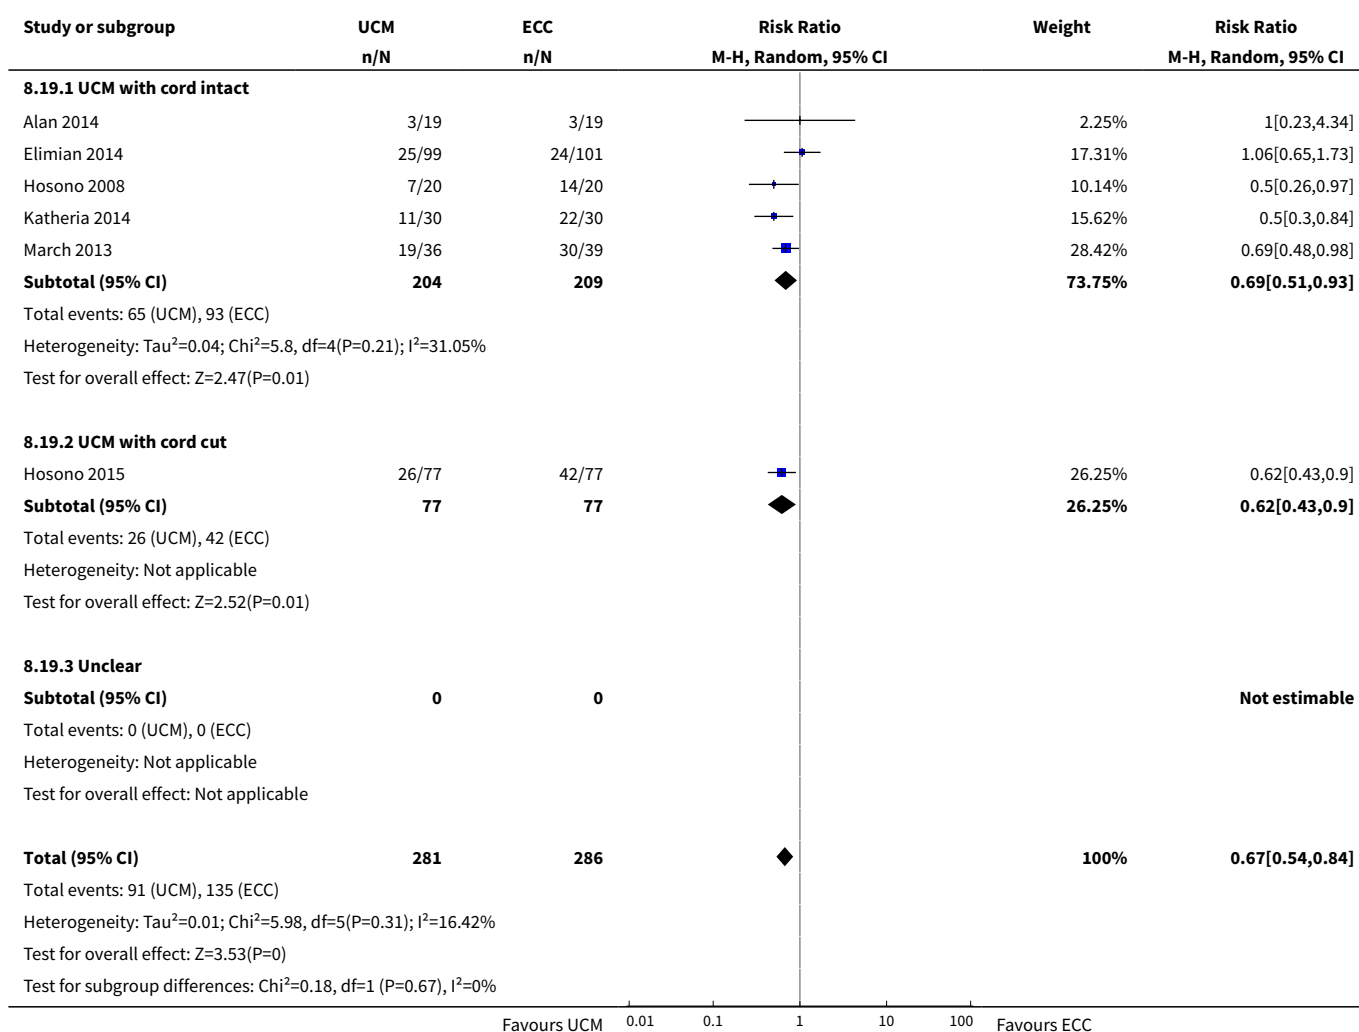 Study or subgroup UCM ECC Risk Ratio Weight Risk Ratio
n/N n/N M-H, Random, 95% CI M-H, Random, 95% CI
8.19.1 UCM with cord intact
Alan 2014 3/19 3/19 2.25% 1[0.23,4.34]
Elimian 2014 25/99 24/101 17.31% 1.06[0.65,1.73]
Hosono 2008 7/20 14/20 10.14% 0.5[0.26,0.97]
Katheria 2014 11/30 22/30 15.62% 0.5[0.3,0.84]
March 2013 19/36 30/39 28.42% 0.69[0.48,0.98]
Subtotal (95% CI) 204 209 73.75% 0.69[0.51,0.93]
Total events: 65 (UCM), 93 (ECC)
Heterogeneity: Tau²=0.04; Chi²=5.8, df=4(P=0.21); I²=31.05%
Test for overall effect: Z=2.47(P=0.01)
8.19.2 UCM with cord cut
Hosono 2015 26/77 42/77 26.25% 0.62[0.43,0.9]
Subtotal (95% CI) 77 77 26.25% 0.62[0.43,0.9]
Total events: 26 (UCM), 42 (ECC)
Heterogeneity: Not applicable
Test for overall effect: Z=2.52(P=0.01)
8.19.3 Unclear
Subtotal (95% CI) 0 0 Not estimable
Total events: 0 (UCM), 0 (ECC)
Heterogeneity: Not applicable
Test for overall effect: Not applicable
Total (95% CI) 281 286 100% 0.67[0.54,0.84]
Total events: 91 (UCM), 135 (ECC)
Heterogeneity: Tau²=0.01; Chi²=5.98, df=5(P=0.31); I²=16.42%
Test for overall effect: Z=3.53(P=0)
Test for subgroup differences: Chi²=0.18, df=1 (P=0.67), I²=0%
Favours UCM 0.01 0.1 1 10 100 Favours ECC